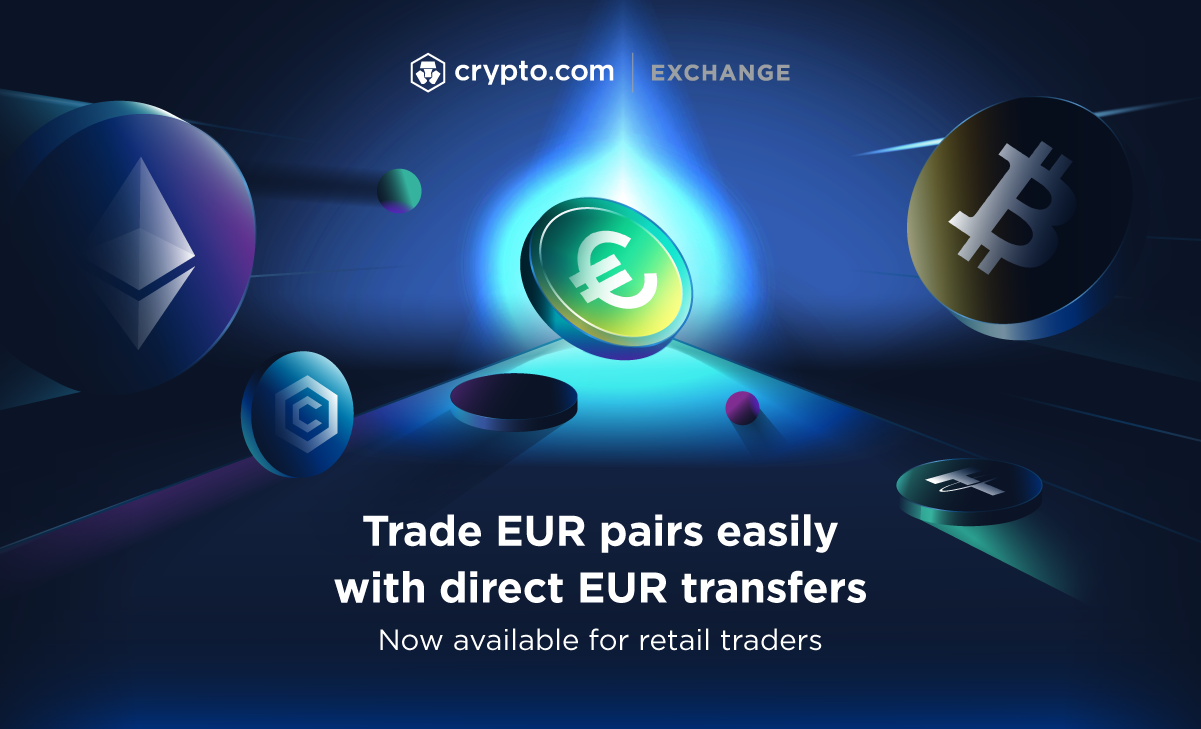 crypto.com | EXCHANGE
Trade EUR pairs easily
with direct EUR transfers
Now available for retail traders